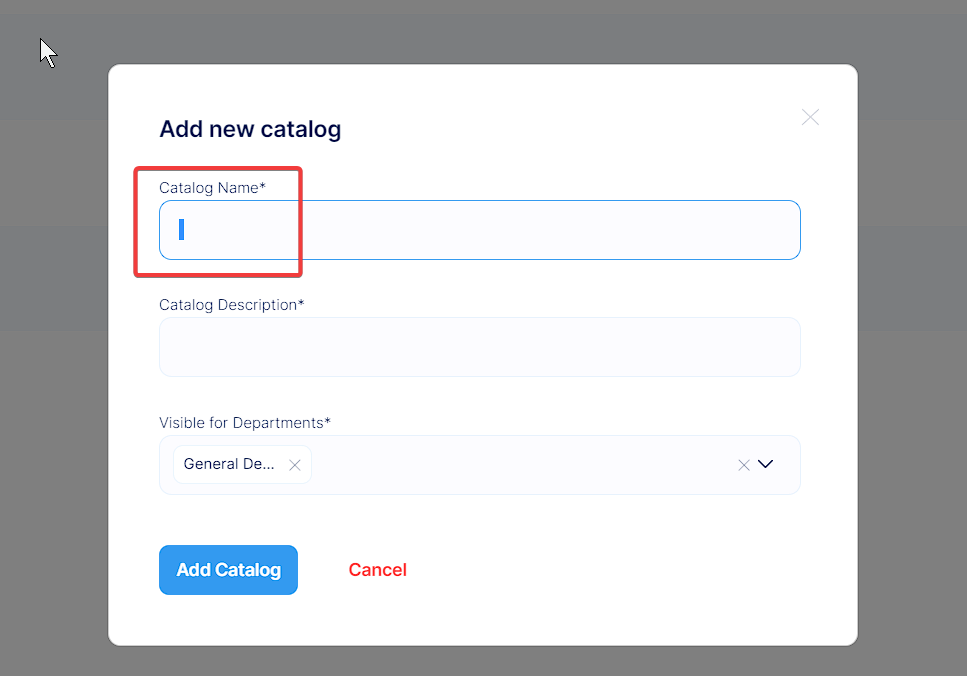 Add new catalog
Catalog Name*
Catalog Description*
Visible for Departments*
General De...
Add Catalog
Cancel